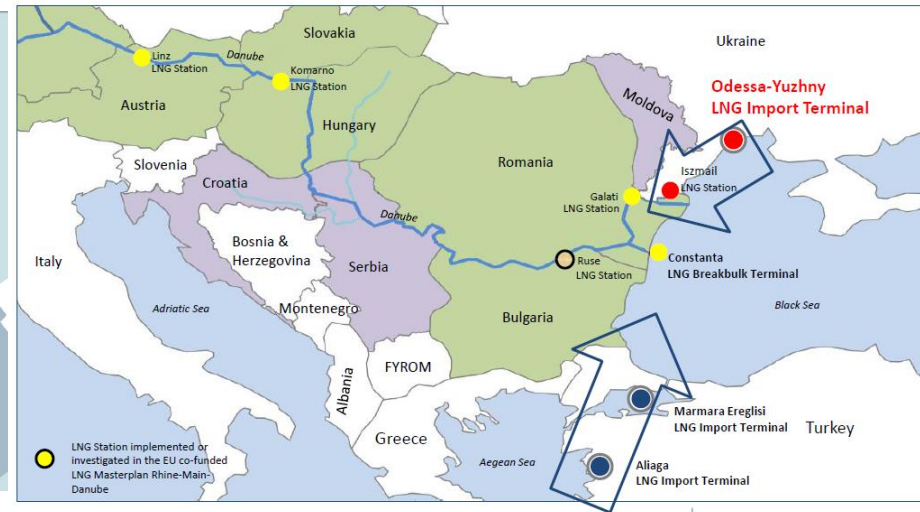 Slovakia
Ukraine
Danube
Linz
LNG Station
Komarno
LNG Station
Odessa-Yuzhny
LNG Import Terminal
Austria
Moldova
Hungary
Slovenia
Romania
Iszmail
LNG Station
Croatia
Galati
LNG Station
Danube
Bosnia &
Herzegovina
Italy
Serbia
Ruse
LNG Station
Constanta
LNG Breakbulk Terminal
Adriatic Sea
Montenegro
Black Sea
Bulgaria
Albania
FYROM
Marmara Ereglisi
LNG Import Terminal
Turkey
Greece
LNG Station implemented or
investigated in the EU co-funded
LNG Masterplan Rhine-Main-
Danube
Aegean Sea
Aliaga
LNG Import Terminal